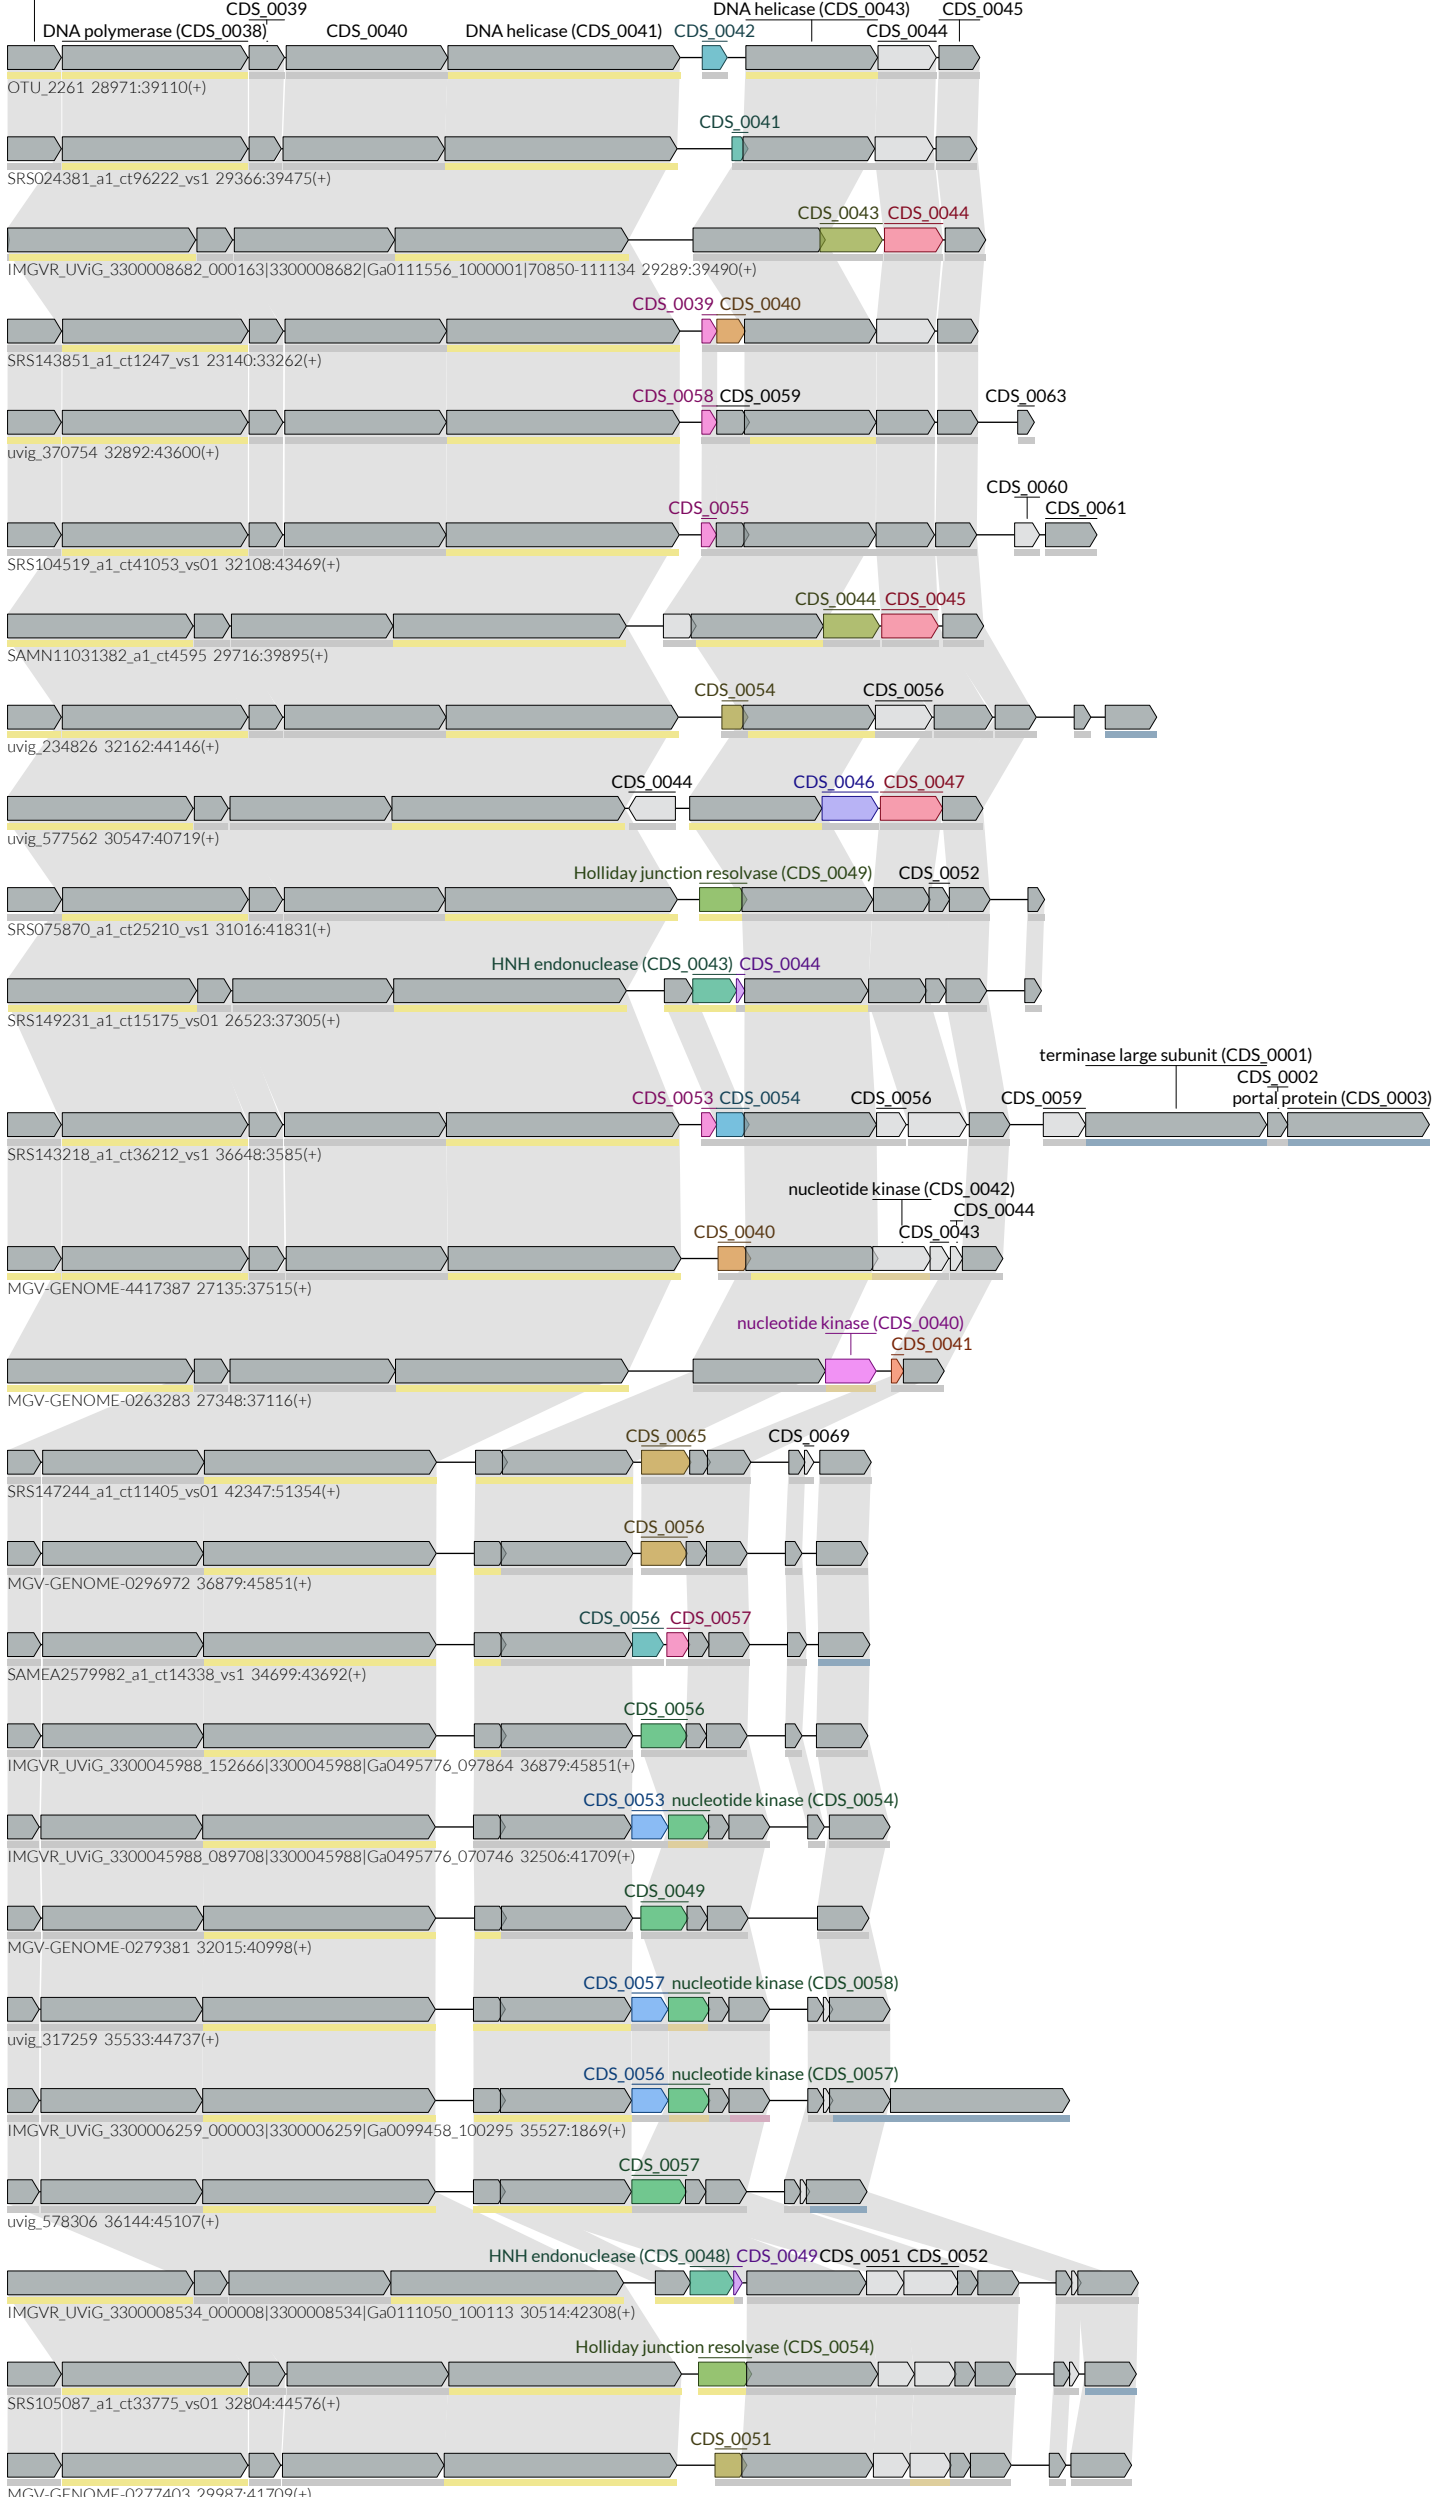 CDS_0039
DNA helicase (CDS_0043)
CDS_0045
DNA polymerase (CDS_0038)
CDS_0040
DNA helicase (CDS_0041)
CDS_0042
CDS_0044
OTU_2261 28971:39110(+)
CDS_0041
SRS024381_a1_ct96222_vs1 29366:39475(+)
CDS_0043 CDS_0044
IMGVR_UViG_3300008682_000163|3300008682|Ga0111556_1000001|70850-111134 29289:39490(+)
CDS_0039 CDS_0040
SRS143851_a1_ct1247_vs1 23140:33262(+)
CDS_0058 CDS_0059 CDS_0063
uvig_370754 32892:43600(+)
CDS_0060
CDS_0055 CDS_0061
SRS104519_a1_ct41053_vs01 32108:43469(+)
CDS_0044 CDS_0045
SAMN11031382_a1_ct4595 29716:39895(+)
CDS_0054 CDS_0056
uvig_234826 32162:44146(+)
CDS_0044 CDS_0046 CDS_0047
uvig_577562 30547:40719(+)
Holliday junction resolvase (CDS_0049) CDS_0052
SRS075870_a1_ct25210_vs1 31016:41831(+)
HNH endonuclease (CDS_0043) CDS_0044
SRS149231_a1_ct15175_vs01 26523:37305(+)
terminase large subunit (CDS_0001)
CDS_0002
CDS_0053 CDS_0054 CDS_0056 CDS_0059 portal protein (CDS_0003)
SRS143218_a1_ct36212_vs1 36648:3585(+)
nucleotide kinase (CDS_0042)
CDS_0044
CDS_0040 CDS_0043
MGV-GENOME-4417387 27135:37515(+)
nucleotide kinase (CDS_0040)
CDS_0041
MGV-GENOME-0263283 27348:37116(+)
CDS_0065 CDS_0069
SRS147244_a1_ct11405_vs01 42347:51354(+)
CDS_0056
MGV-GENOME-0296972 36879:45851(+)
CDS_0056 CDS_0057
SAMEA2579982_a1_ct14338_vs1 34699:43692(+)
CDS_0056
IMGVR_UViG_3300045988_152666|3300045988|Ga0495776_097864 36879:45851(+)
CDS_0053 nucleotide kinase (CDS_0054)
IMGVR_UViG_3300045988_089708|3300045988|Ga0495776_070746 32506:41709(+)
CDS_0049
MGV-GENOME-0279381 32015:40998(+)
CDS_0057 nucleotide kinase (CDS_0058)
uvig_317259 35533:44737(+)
CDS_0056 nucleotide kinase (CDS_0057)
IMGVR_UViG_3300006259_000003|3300006259|Ga0099458_100295 35527:1869(+)
CDS_0057
uvig_578306 36144:45107(+)
HNH endonuclease (CDS_0048) CDS_0049 CDS_0051 CDS_0052
IMGVR_UViG_3300008534_000008|3300008534|Ga0111050_100113 30514:42308(+)
Holliday junction resolvase (CDS_0054)
SRS105087_a1_ct33775_vs01 32804:44576(+)
CDS_0051
MGV-GENOME-0277403 29987:41709(+)